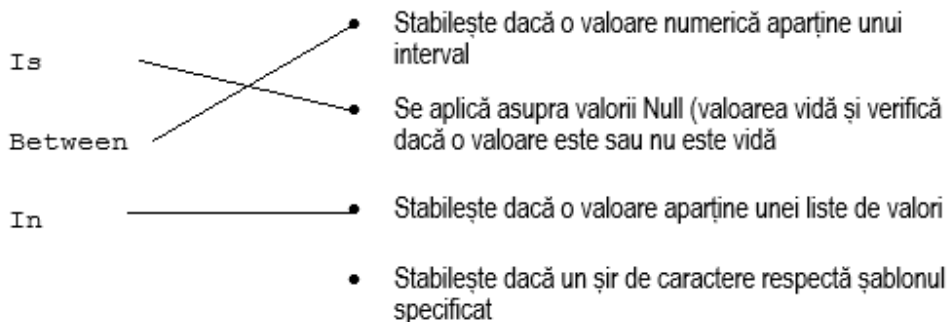 Is
Between
In
• Stabilește dacă o valoare numerică aparține unui
interval
• Se aplică asupra valorii Null (valoarea vidă și verifică
dacă o valoare este sau nu este vidă
• Stabilește dacă o valoare aparține unei liste de valori
• Stabilește dacă un șir de caractere respectă șablonul
specificat